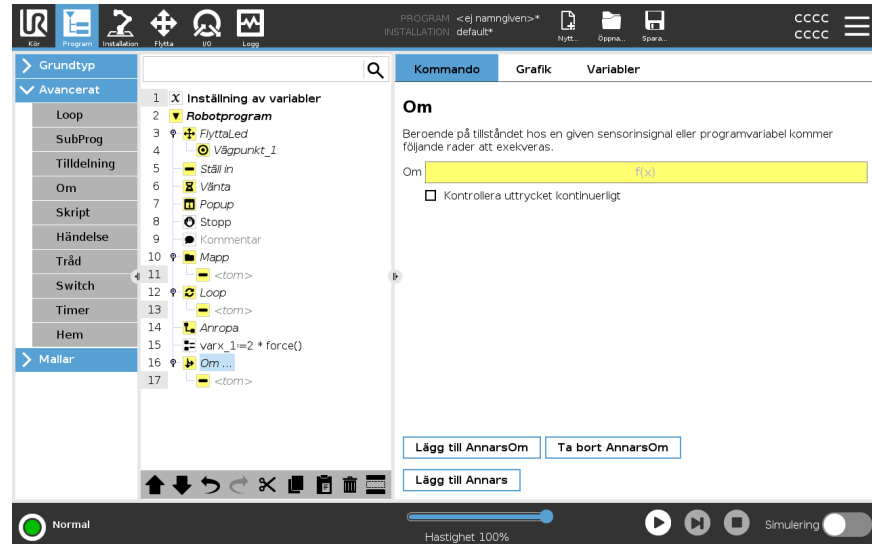 UR
Kör
Program
Installation
Flytta
I/O
Logg
PROGRAM <ej namngiven>*
INSTALLATION default*
Nytt...
Öppna...
Spara...
CCCC
CCCC
Grundtyp
Avancerat
Loop
SubProg
Tilldelning
Om
Skript
Händelse
Tråd
Switch
Timer
Hem
Mallar
1 X Inställning av variabler
2 Robotprogram
3 FlyttaLed
4 Vägpunkt_1
5 Ställ in
6 Vänta
7 Popup
8 Stopp
9 Kommentar
10 Mapp
11 <tom>
12 Loop
13 <tom>
14 Anropa
15 varx_1≔2 * force()
16 Om ...
17 <tom>
Kommando Grafik Variabler
Om
Beroende på tillståndet hos en given sensorinsignal eller programvariabel kommer
följande rader att exekveras.
Om f(x)
Kontrollera uttrycket kontinuerligt
Lägg till AnnarsOm
Ta bort AnnarsOm
Lägg till Annars
Normal
Hastighet 100%
Simulering